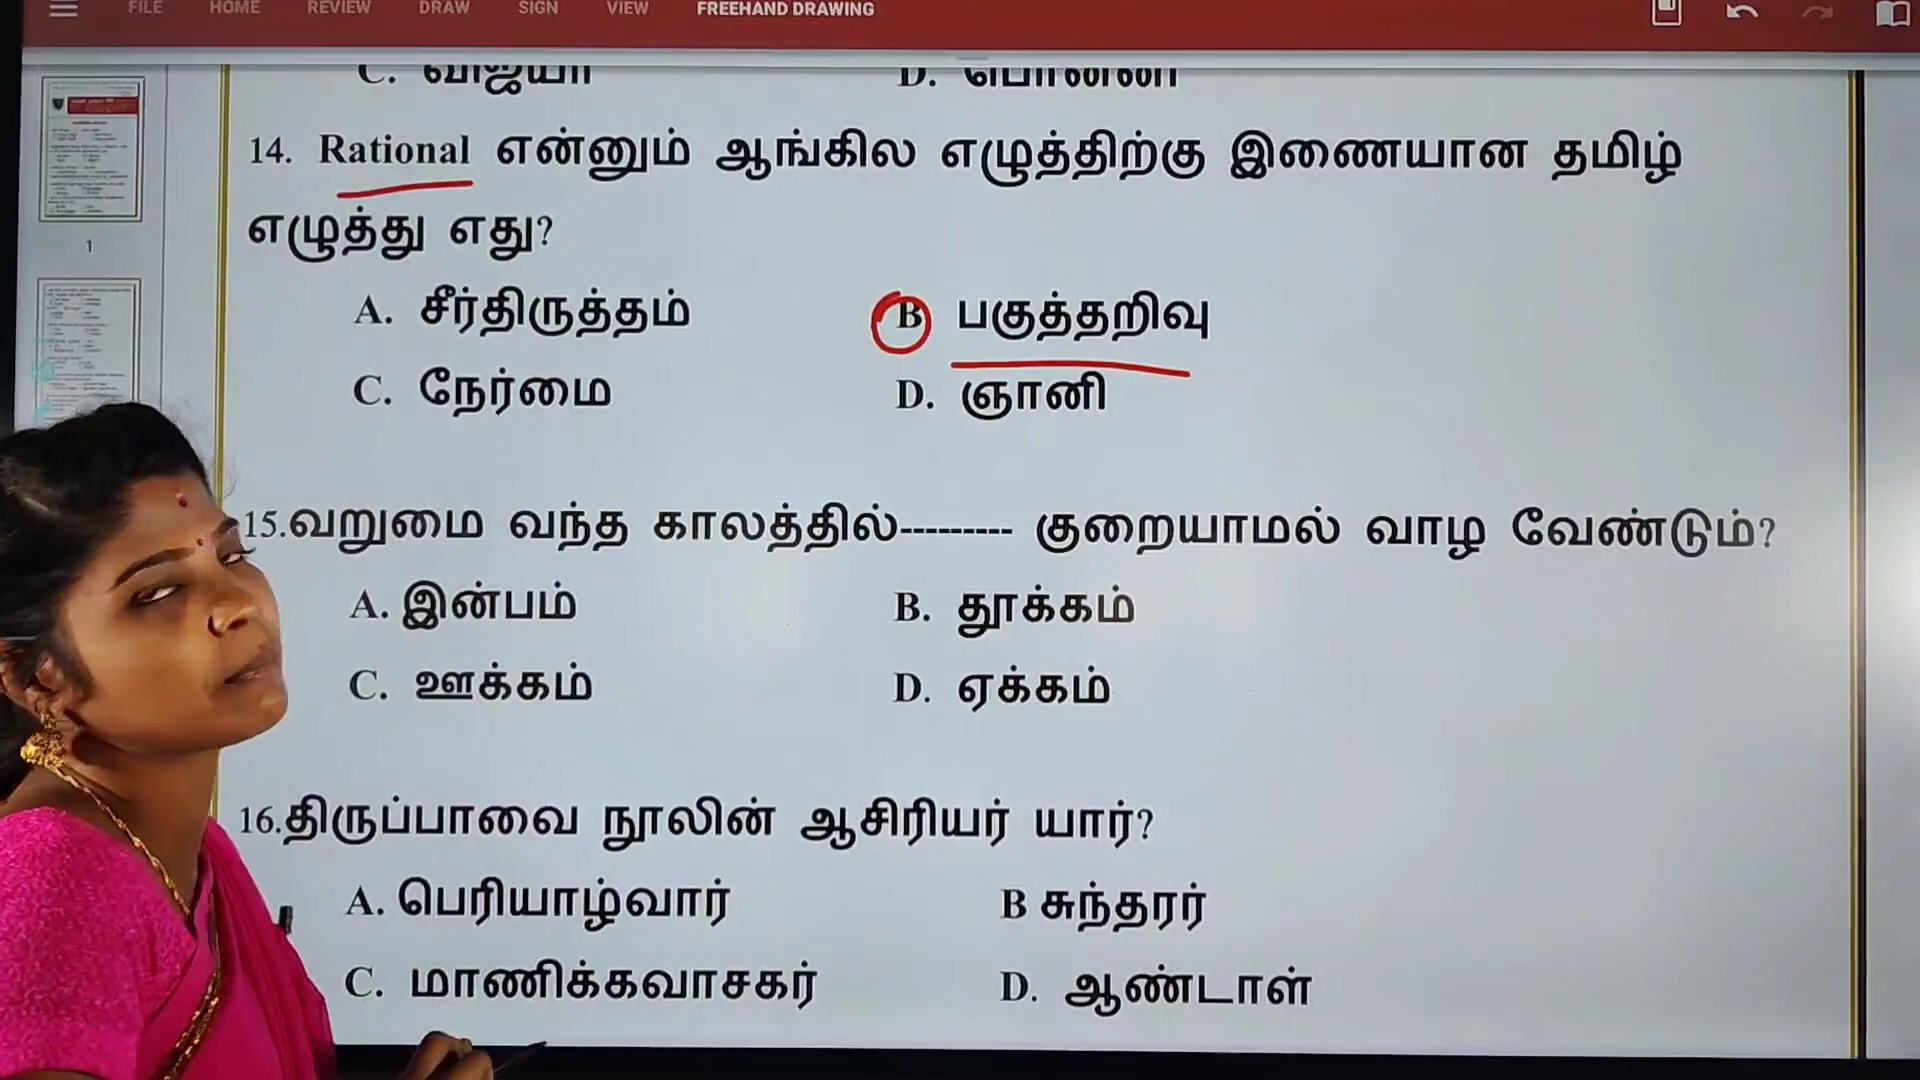 FILE HOME REVIEW DRAW SIGN VIEW FREEHAND DRAWING
C. விஜயா D. பொன்னி
14. Rational என்னும் ஆங்கில எழுத்திற்கு இணையான தமிழ்
எழுத்து எது?
A. சீர்திருத்தம் B பகுத்தறிவு
C. நேர்மை D. ஞானி
15.வறுமை வந்த காலத்தில்--------- குறையாமல் வாழ வேண்டும்?
A. இன்பம் B. தூக்கம்
C. ஊக்கம் D. ஏக்கம்
16.திருப்பாவை நூலின் ஆசிரியர் யார்?
A. பெரியாழ்வார் B சுந்தரர்
C. மாணிக்கவாசகர் D. ஆண்டாள்
1